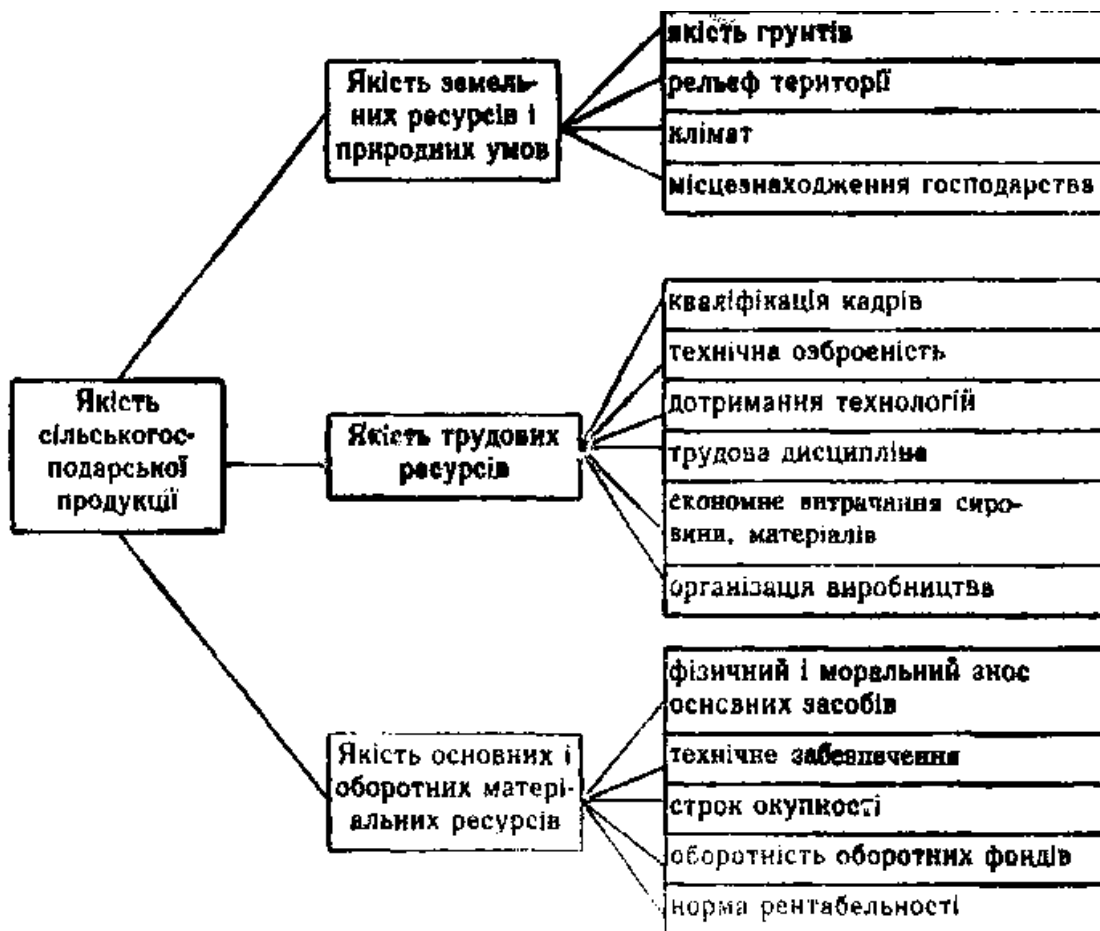 Якість
сільськогос-
подарської
продукції
Якість земель-
них ресурсів і
природних умов
якість грунтів
рельеф території
клімат
місцезнаходження господарства
Якість трудових
ресурсів
кваліфікація кадрів
технічна озброеність
дотримання технологій
трудова дисципліна
економне витрачання сиро-
вини, матеріалів
організація виробництва
Якість основних і
оборотних матері-
альних ресурсів
фізичний і моральний знос
основних засобів
технічне забезпечення
строк окупності
оборотність оборотних фондів
норма рентабельності